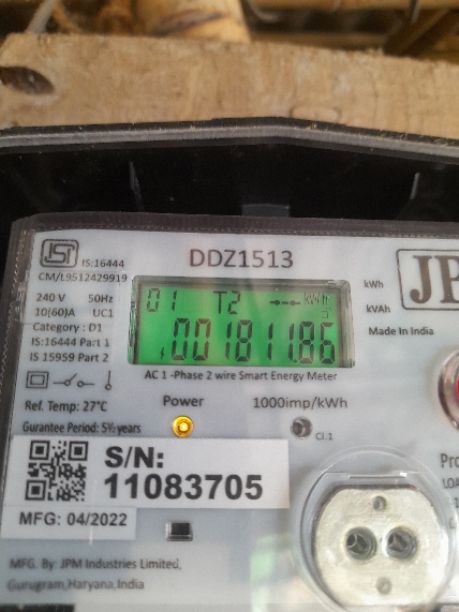 IS:16444
CM/L9512429919
DDZ1513
240 V 50Hz
10(60)A UC1
Category : D1
IS:16444 Part 1
IS 15959 Part 2
01 T2 kWh
001811.86
kWh
kVAh
JP
Made In India
AC 1 -Phase 2 wire Smart Energy Meter
Ref. Temp: 27°C
Power
1000imp/kWh
Gurantee Period: 5½ years
Cl.1
S/N:
11083705
MFG: 04/2022
Pro
LOA
MFG. By: JPM Industries Limited,
Gurugram,Haryana,India